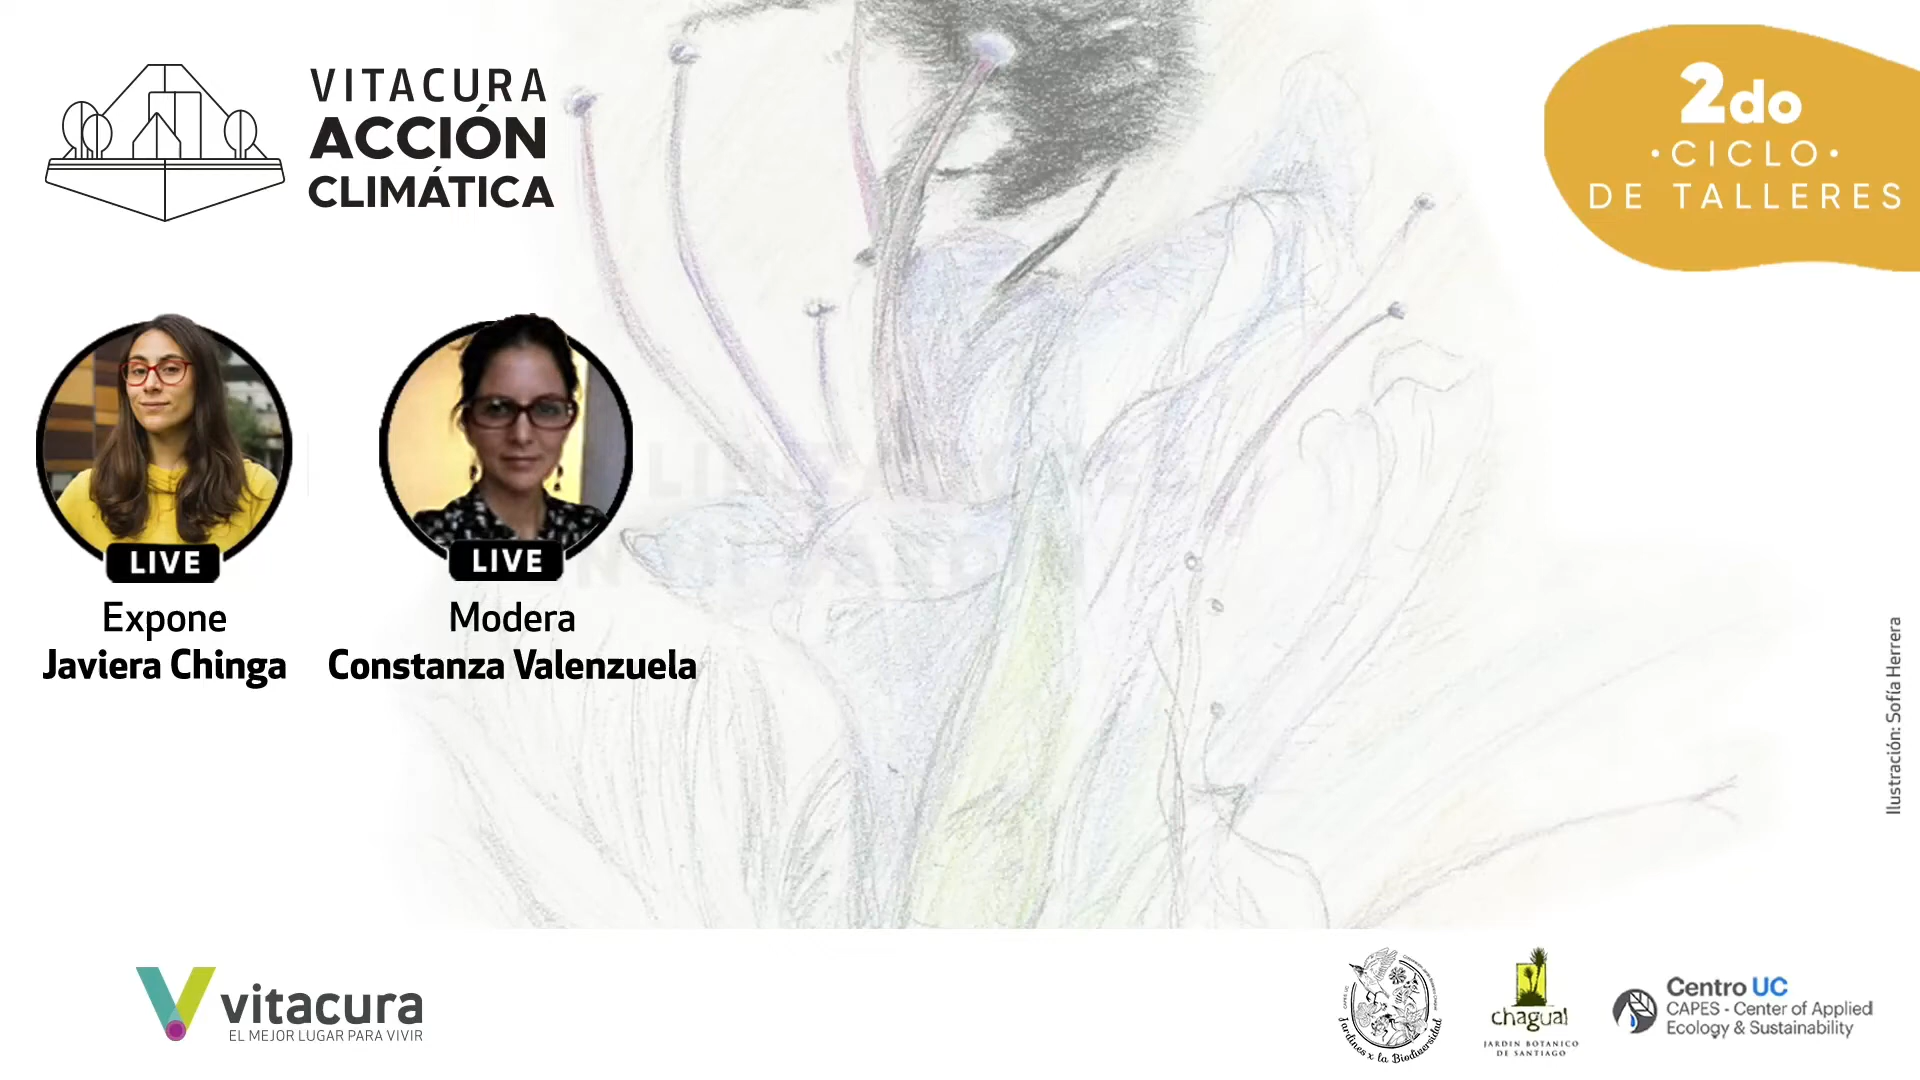 VITACURA
ACCIÓN
CLIMÁTICA
2do
·CICLO·
DE TALLERES
LIVE
Expone
Javiera Chinga
LIVE
Modera
Constanza Valenzuela
Ilustración: Sofía Herrera
vitacura
EL MEJOR LUGAR PARA VIVIR
Jardines x la Biodiversidad
chagual
JARDIN BOTANICO
DE SANTIAGO
Centro UC
CAPES - Center of Applied
Ecology & Sustainability